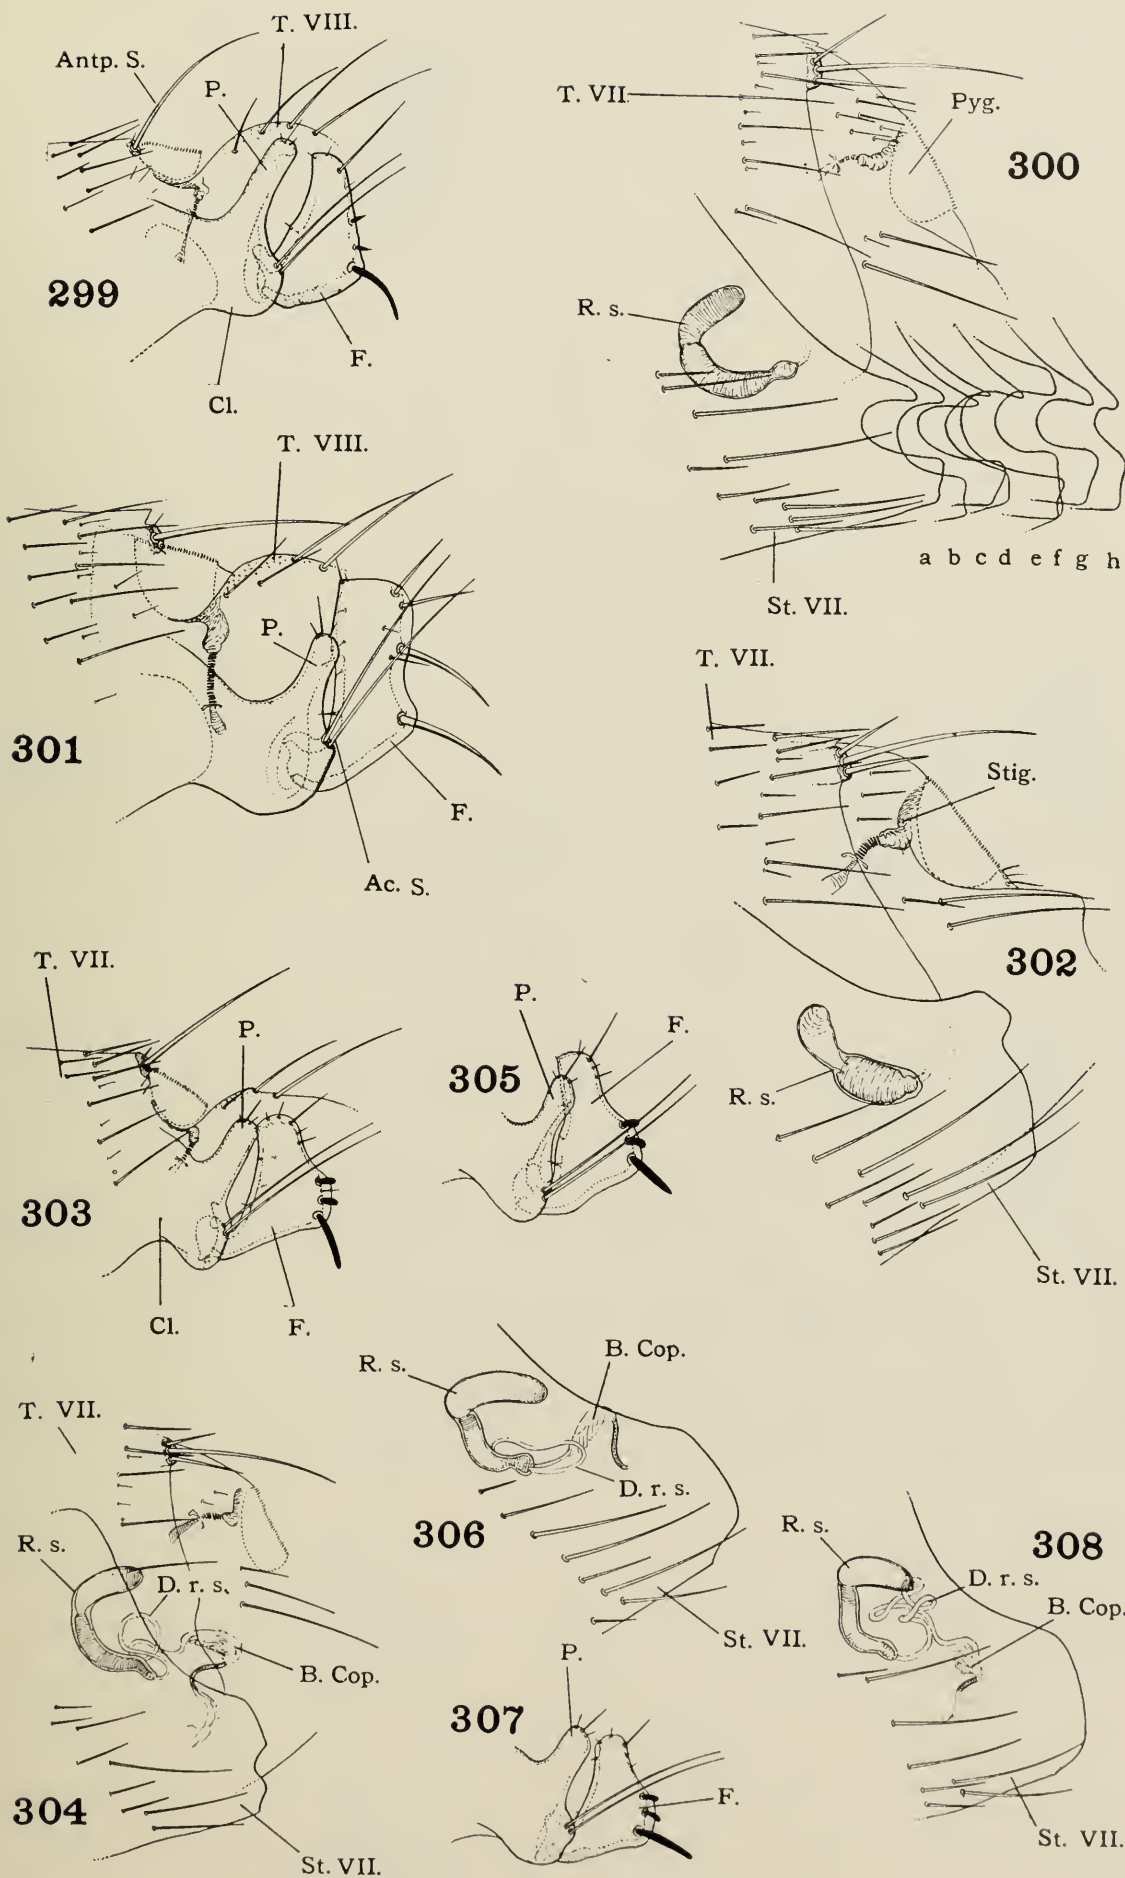 T. VIII.
Antp. S.
P.
299
F.
Cl.
T. VII.
Pyg.
300
R. s.
a b c d e f g h
St. VII.
T. VIII.
P.
301
F.
Ac. S.
T. VII.
Stig.
302
R. s.
St. VII.
T. VII.
P.
303
Cl.
F.
P.
F.
305
T. VII.
R. s.
D. r. s.
B. Cop.
304
St. VII.
R. s.
B. Cop.
D. r. s.
306
St. VII.
P.
307
F.
R. s.
308
D. r. s.
B. Cop.
St. VII.